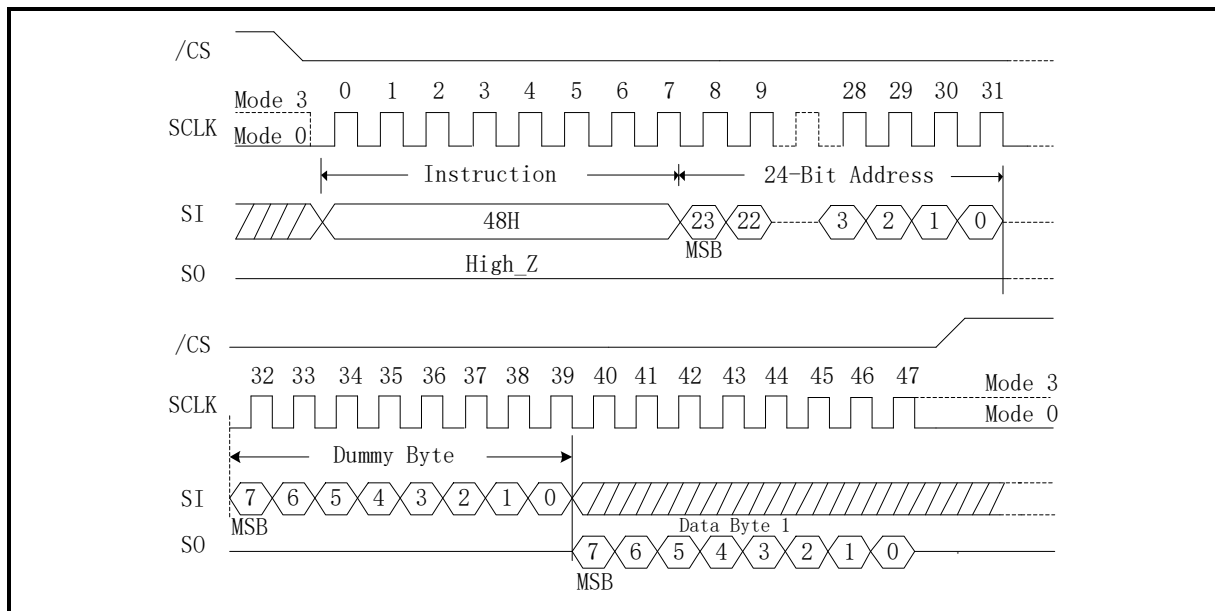 /CS
0 1 2 3 4 5 6 7 8 9 28 29 30 31
Mode 3
SCLK Mode 0
Instruction 24-Bit Address
SI 48H 23 22 3 2 1 0
MSB
High_Z
SO
/CS
32 33 34 35 36 37 38 39 40 41 42 43 44 45 46 47
Mode 3
SCLK Mode 0
Dummy Byte
SI 7 6 5 4 3 2 1 0
MSB Data Byte 1
SO 7 6 5 4 3 2 1 0
MSB